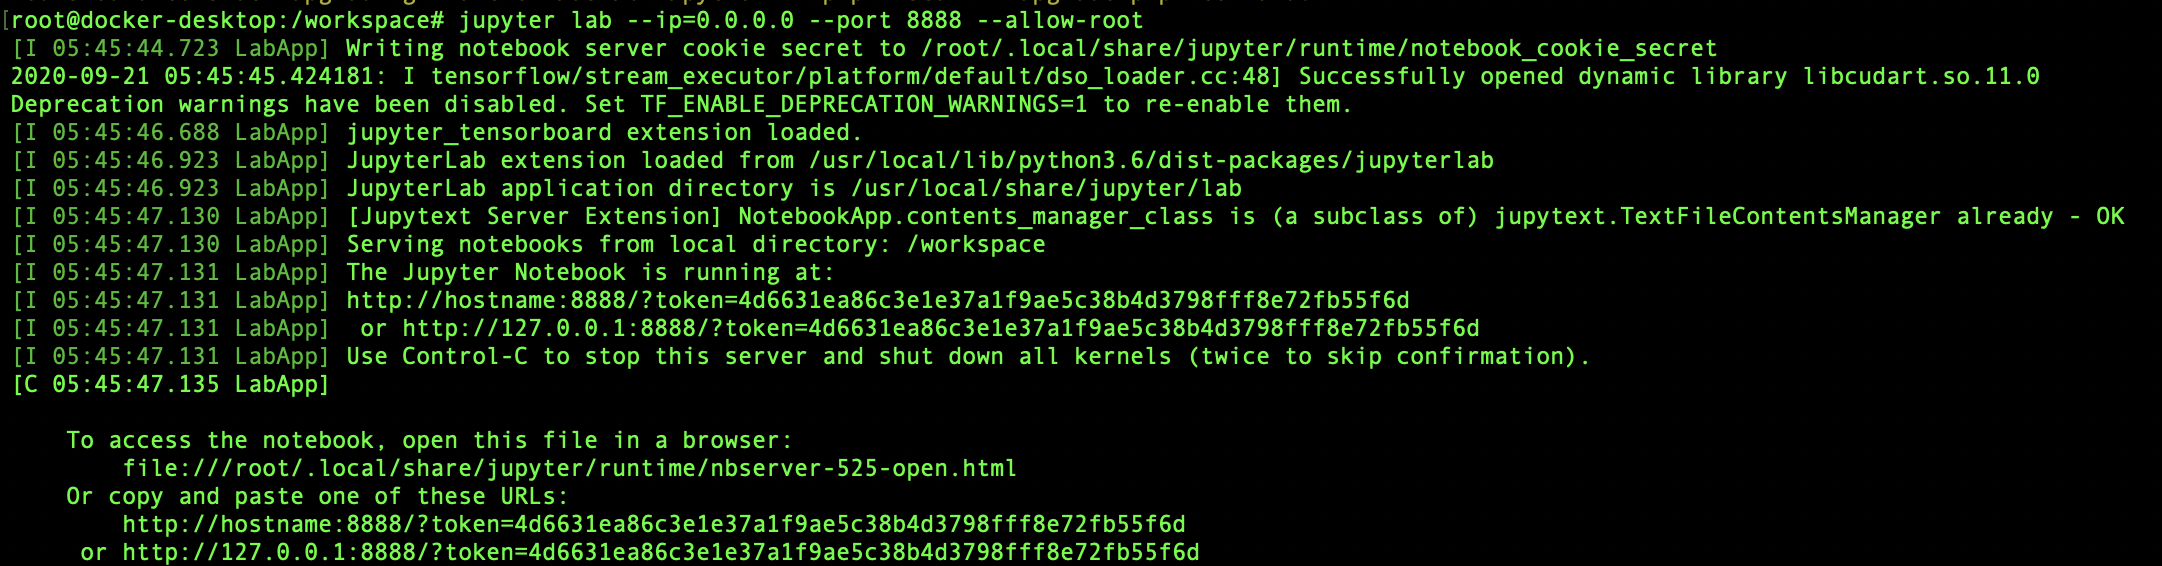 [root@docker-desktop:/workspace# jupyter lab --ip=0.0.0.0 --port 8888 --allow-root
[I 05:45:44.723 LabApp] Writing notebook server cookie secret to /root/.local/share/jupyter/runtime/notebook_cookie_secret
2020-09-21 05:45:45.424181: I tensorflow/stream_executor/platform/default/dso_loader.cc:48] Successfully opened dynamic library libcudart.so.11.0
Deprecation warnings have been disabled. Set TF_ENABLE_DEPRECATION_WARNINGS=1 to re-enable them.
[I 05:45:46.688 LabApp] jupyter_tensorboard extension loaded.
[I 05:45:46.923 LabApp] JupyterLab extension loaded from /usr/local/lib/python3.6/dist-packages/jupyterlab
[I 05:45:46.923 LabApp] JupyterLab application directory is /usr/local/share/jupyter/lab
[I 05:45:47.130 LabApp] [Jupytext Server Extension] NotebookApp.contents_manager_class is (a subclass of) jupytext.TextFileContentsManager already - OK
[I 05:45:47.130 LabApp] Serving notebooks from local directory: /workspace
[I 05:45:47.131 LabApp] The Jupyter Notebook is running at:
[I 05:45:47.131 LabApp] http://hostname:8888/?token=4d6631ea86c3e1e37a1f9ae5c38b4d3798fff8e72fb55f6d
[I 05:45:47.131 LabApp]  or http://127.0.0.1:8888/?token=4d6631ea86c3e1e37a1f9ae5c38b4d3798fff8e72fb55f6d
[I 05:45:47.131 LabApp] Use Control-C to stop this server and shut down all kernels (twice to skip confirmation).
[C 05:45:47.135 LabApp]
To access the notebook, open this file in a browser:
file:///root/.local/share/jupyter/runtime/nbserver-525-open.html
Or copy and paste one of these URLs:
http://hostname:8888/?token=4d6631ea86c3e1e37a1f9ae5c38b4d3798fff8e72fb55f6d
or http://127.0.0.1:8888/?token=4d6631ea86c3e1e37a1f9ae5c38b4d3798fff8e72fb55f6d